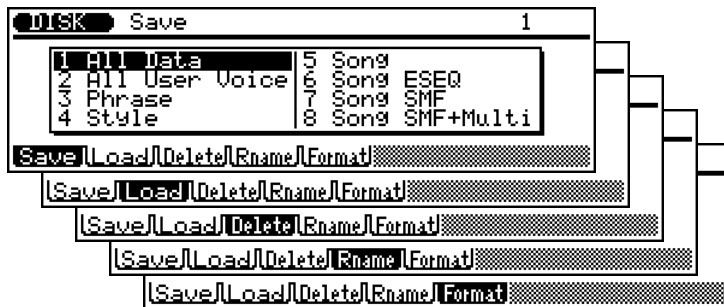 DISK Save 1
1 All Data 5 Song
2 All User Voice 6 Song ESEQ
3 Phrase 7 Song SMF
4 Style 8 Song SMF+Multi
Save Load Delete Rname Format
Save Load Delete Rname Format
Save Load Delete Rname Format
Save Load Delete Rname Format
Save Load Delete Rname Format